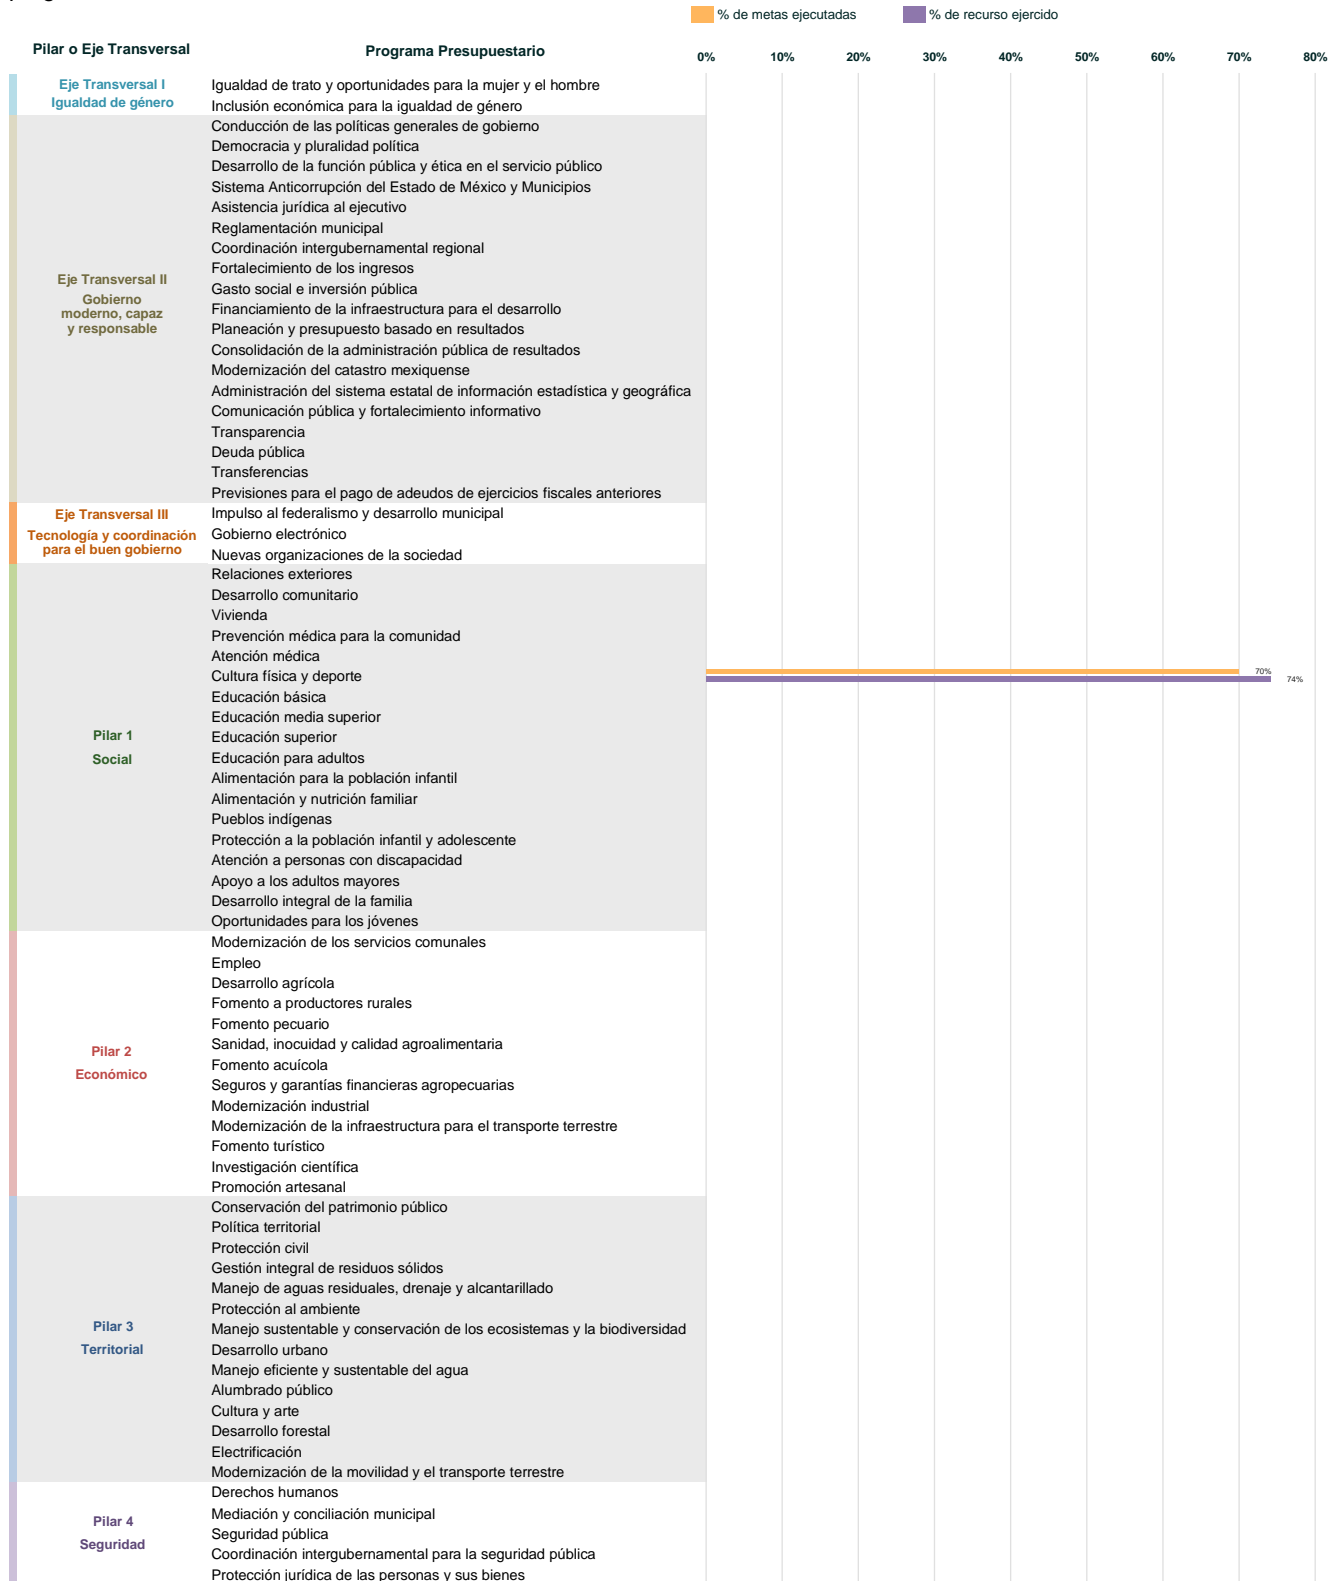 % de metas ejecutadas % de recurso ejercido
Pilar o Eje Transversal Programa Presupuestario 0% 10% 20% 30% 40% 50% 60% 70% 80%
Eje Transversal I
Igualdad de género
Igualdad de trato y oportunidades para la mujer y el hombre
Inclusión económica para la igualdad de género
Eje Transversal II
Gobierno
moderno, capaz
y responsable
Conducción de las políticas generales de gobierno
Democracia y pluralidad política
Desarrollo de la función pública y ética en el servicio público
Sistema Anticorrupción del Estado de México y Municipios
Asistencia jurídica al ejecutivo
Reglamentación municipal
Coordinación intergubernamental regional
Fortalecimiento de los ingresos
Gasto social e inversión pública
Financiamiento de la infraestructura para el desarrollo
Planeación y presupuesto basado en resultados
Consolidación de la administración pública de resultados
Modernización del catastro mexiquense
Administración del sistema estatal de información estadística y geográfica
Comunicación pública y fortalecimiento informativo
Transparencia
Deuda pública
Transferencias
Previsiones para el pago de adeudos de ejercicios fiscales anteriores
Eje Transversal III
Tecnología y coordinación
para el buen gobierno
Impulso al federalismo y desarrollo municipal
Gobierno electrónico
Nuevas organizaciones de la sociedad
Pilar 1
Social
Relaciones exteriores
Desarrollo comunitario
Vivienda
Prevención médica para la comunidad
Atención médica
Cultura física y deporte
70%
74%
Educación básica
Educación media superior
Educación superior
Educación para adultos
Alimentación para la población infantil
Alimentación y nutrición familiar
Pueblos indígenas
Protección a la población infantil y adolescente
Atención a personas con discapacidad
Apoyo a los adultos mayores
Desarrollo integral de la familia
Oportunidades para los jóvenes
Pilar 2
Económico
Modernización de los servicios comunales
Empleo
Desarrollo agrícola
Fomento a productores rurales
Fomento pecuario
Sanidad, inocuidad y calidad agroalimentaria
Fomento acuícola
Seguros y garantías financieras agropecuarias
Modernización industrial
Modernización de la infraestructura para el transporte terrestre
Fomento turístico
Investigación científica
Promoción artesanal
Pilar 3
Territorial
Conservación del patrimonio público
Política territorial
Protección civil
Gestión integral de residuos sólidos
Manejo de aguas residuales, drenaje y alcantarillado
Protección al ambiente
Manejo sustentable y conservación de los ecosistemas y la biodiversidad
Desarrollo urbano
Manejo eficiente y sustentable del agua
Alumbrado público
Cultura y arte
Desarrollo forestal
Electrificación
Modernización de la movilidad y el transporte terrestre
Pilar 4
Seguridad
Derechos humanos
Mediación y conciliación municipal
Seguridad pública
Coordinación intergubernamental para la seguridad pública
Protección jurídica de las personas y sus bienes